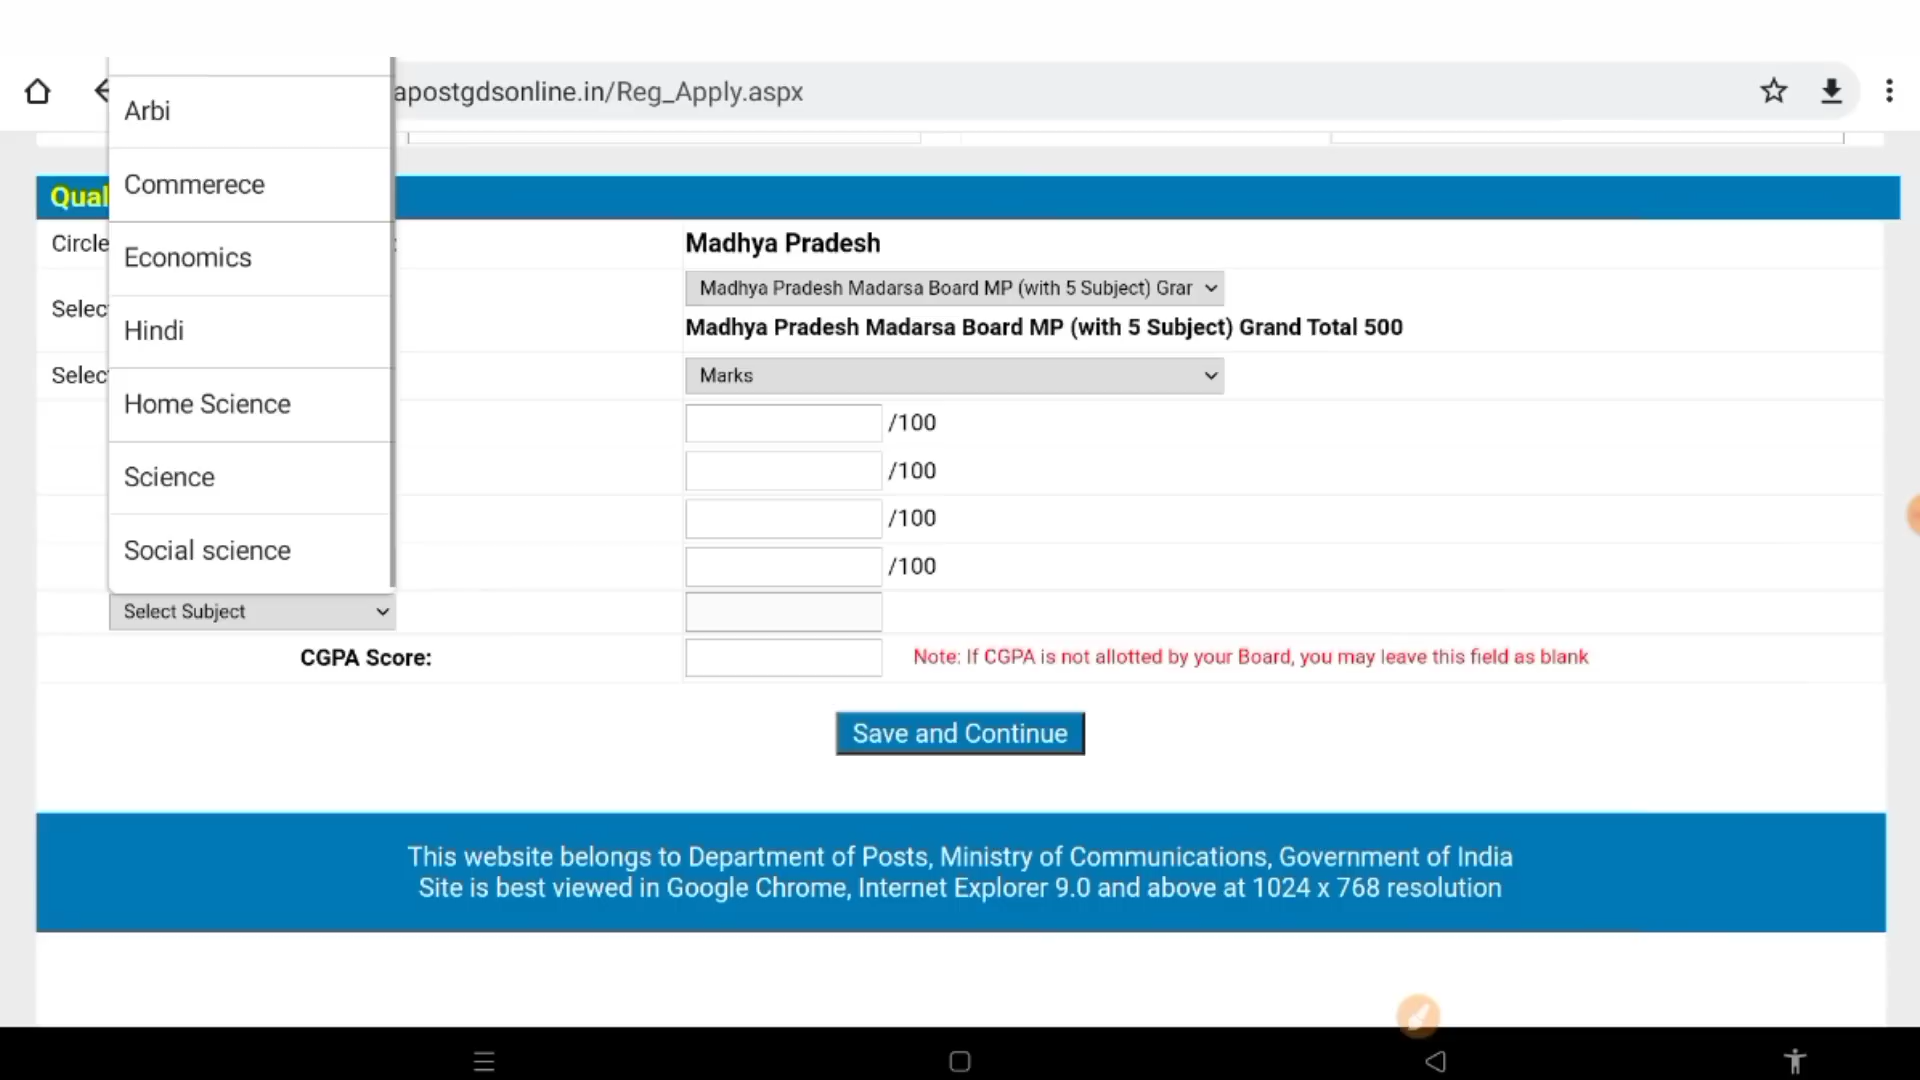 apostgdsonline.in/Reg_Apply.aspx
Arbi
Commerece
Economics
Hindi
Home Science
Science
Social science
Qual
Circle
:
Madhya Pradesh
Selec
Madhya Pradesh Madarsa Board MP (with 5 Subject) Grar
Madhya Pradesh Madarsa Board MP (with 5 Subject) Grand Total 500
Selec
Marks
/100
/100
/100
/100
Select Subject
CGPA Score:
Note: If CGPA is not allotted by your Board, you may leave this field as blank
Save and Continue
This website belongs to Department of Posts, Ministry of Communications, Government of India
Site is best viewed in Google Chrome, Internet Explorer 9.0 and above at 1024 x 768 resolution